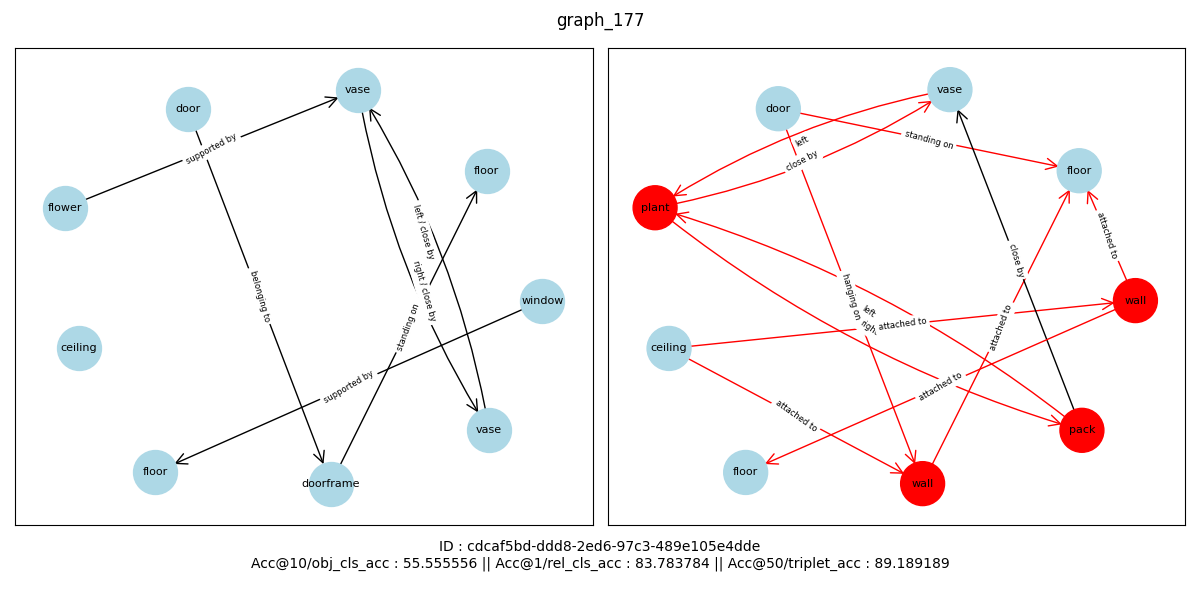 graph_177
vase
door
supported by
floor
flower
left / close by
belonging to
right / close by
window
standing on
ceiling
supported by
vase
floor
doorframe
vase
door
left
standing on
close by
floor
plant
attached to
close by
hanging on
left
wall
attached to
attached to
ceiling
attached to
attached to
pack
floor
wall
ID : cdcaf5bd-ddd8-2ed6-97c3-489e105e4dde
Acc@10/obj_cls_acc : 55.555556 || Acc@1/rel_cls_acc : 83.783784 || Acc@50/triplet_acc : 89.189189